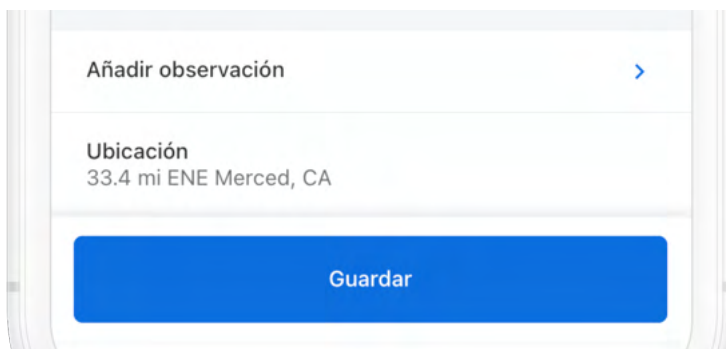 Añadir observación
Ubicación
33.4 mi ENE Merced, CA
Guardar